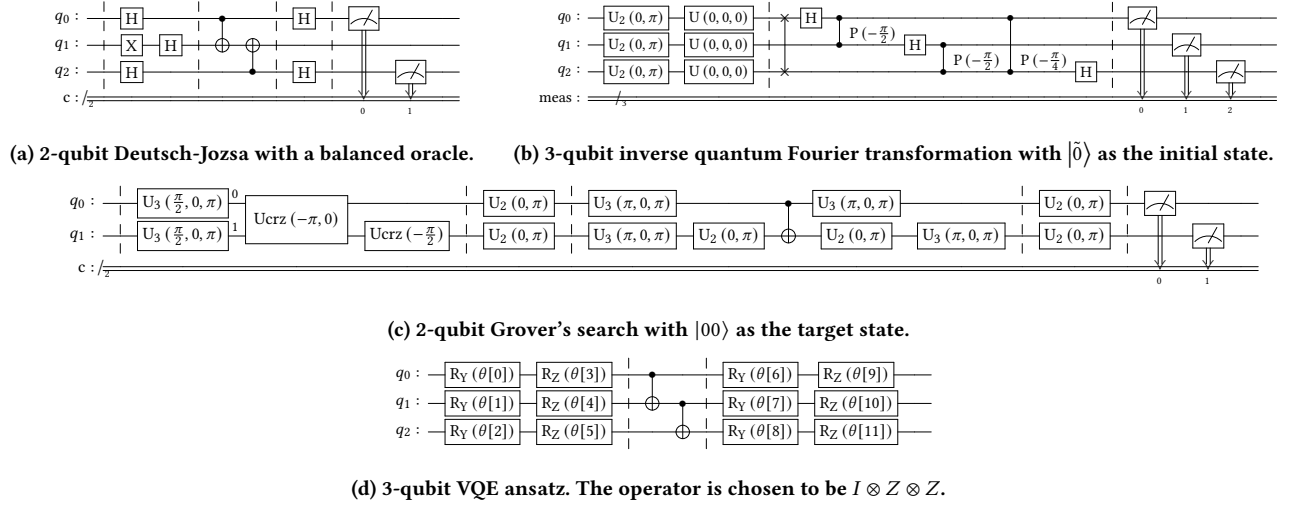 q0 : H H
q1 : X H
q2 : H H
c : 2 0 1
(a) 2-qubit Deutsch-Jozsa with a balanced oracle.
q0 : U2 (0, π) U (0, 0, 0) H
q1 : U2 (0, π) U (0, 0, 0) P (−π/2) H
q2 : U2 (0, π) U (0, 0, 0) P (−π/2) P (−π/4) H
meas : 3 0 1 2
(b) 3-qubit inverse quantum Fourier transformation with |0̃⟩ as the initial state.
q0 : U3 (π/2, 0, π) 0 Ucrz (−π, 0) U2 (0, π) U3 (π, 0, π) U3 (π, 0, π) U2 (0, π)
q1 : U3 (π/2, 0, π) 1 Ucrz (−π/2) U2 (0, π) U3 (π, 0, π) U2 (0, π) U2 (0, π) U3 (π, 0, π) U2 (0, π)
c : 2 0 1
(c) 2-qubit Grover's search with |00⟩ as the target state.
q0 : RY (θ[0]) RZ (θ[3]) RY (θ[6]) RZ (θ[9])
q1 : RY (θ[1]) RZ (θ[4]) RY (θ[7]) RZ (θ[10])
q2 : RY (θ[2]) RZ (θ[5]) RY (θ[8]) RZ (θ[11])
(d) 3-qubit VQE ansatz. The operator is chosen to be I ⊗ Z ⊗ Z.